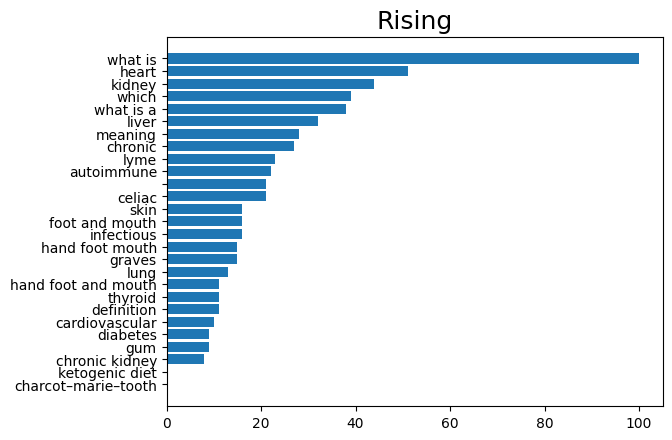 Rising
what is
heart
kidney
which
what is a
liver
meaning
chronic
lyme
autoimmune
celiac
skin
foot and mouth
infectious
hand foot mouth
graves
lung
hand foot and mouth
thyroid
definition
cardiovascular
diabetes
gum
chronic kidney
ketogenic diet
charcot–marie–tooth
0 20 40 60 80 100